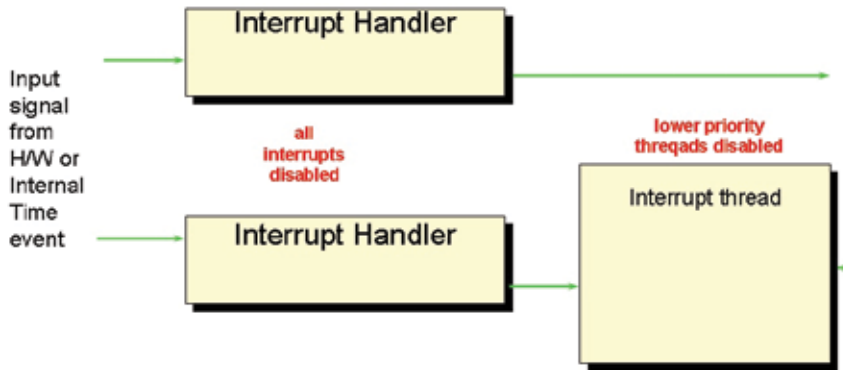 Interrupt Handler
Input
signal
from
H/W or
Internal
Time
event
all
interrupts
disabled
lower priority
threqads disabled
Interrupt thread
Interrupt Handler